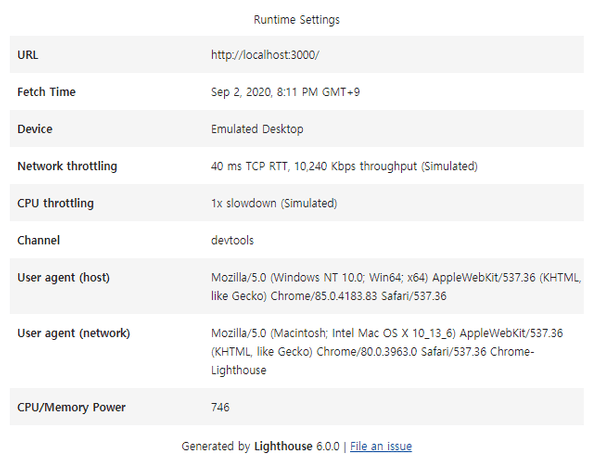 Runtime Settings
URL http://localhost:3000/
Fetch Time Sep 2, 2020, 8:11 PM GMT+9
Device Emulated Desktop
Network throttling 40 ms TCP RTT, 10,240 Kbps throughput (Simulated)
CPU throttling 1x slowdown (Simulated)
Channel devtools
User agent (host) Mozilla/5.0 (Windows NT 10.0; Win64; x64) AppleWebKit/537.36 (KHTML,
like Gecko) Chrome/85.0.4183.83 Safari/537.36
User agent (network) Mozilla/5.0 (Macintosh; Intel Mac OS X 10_13_6) AppleWebKit/537.36
(KHTML, like Gecko) Chrome/80.0.3963.0 Safari/537.36 Chrome-
Lighthouse
CPU/Memory Power 746
Generated by Lighthouse 6.0.0 | File an issue